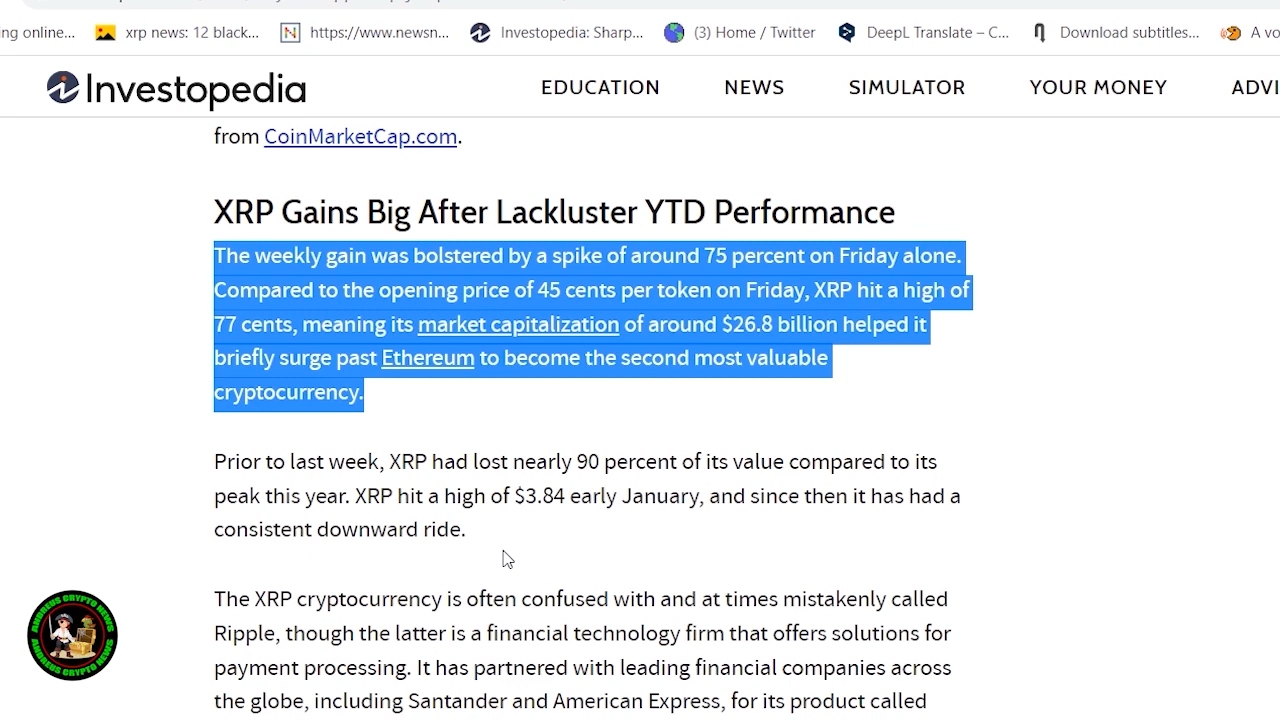 ng online... xrp news: 12 black... https://www.newsn... Investopedia: Sharp... (3) Home / Twitter DeepL Translate – C... Download subtitles... A vo
Investopedia EDUCATION NEWS SIMULATOR YOUR MONEY ADVI
from CoinMarketCap.com.
XRP Gains Big After Lackluster YTD Performance
The weekly gain was bolstered by a spike of around 75 percent on Friday alone.
Compared to the opening price of 45 cents per token on Friday, XRP hit a high of
77 cents, meaning its market capitalization of around $26.8 billion helped it
briefly surge past Ethereum to become the second most valuable
cryptocurrency.
Prior to last week, XRP had lost nearly 90 percent of its value compared to its
peak this year. XRP hit a high of $3.84 early January, and since then it has had a
consistent downward ride.
The XRP cryptocurrency is often confused with and at times mistakenly called
Ripple, though the latter is a financial technology firm that offers solutions for
payment processing. It has partnered with leading financial companies across
the globe, including Santander and American Express, for its product called
ANDREUS CRYPTO NEWS
ANDREUS CRYPTO NEWS